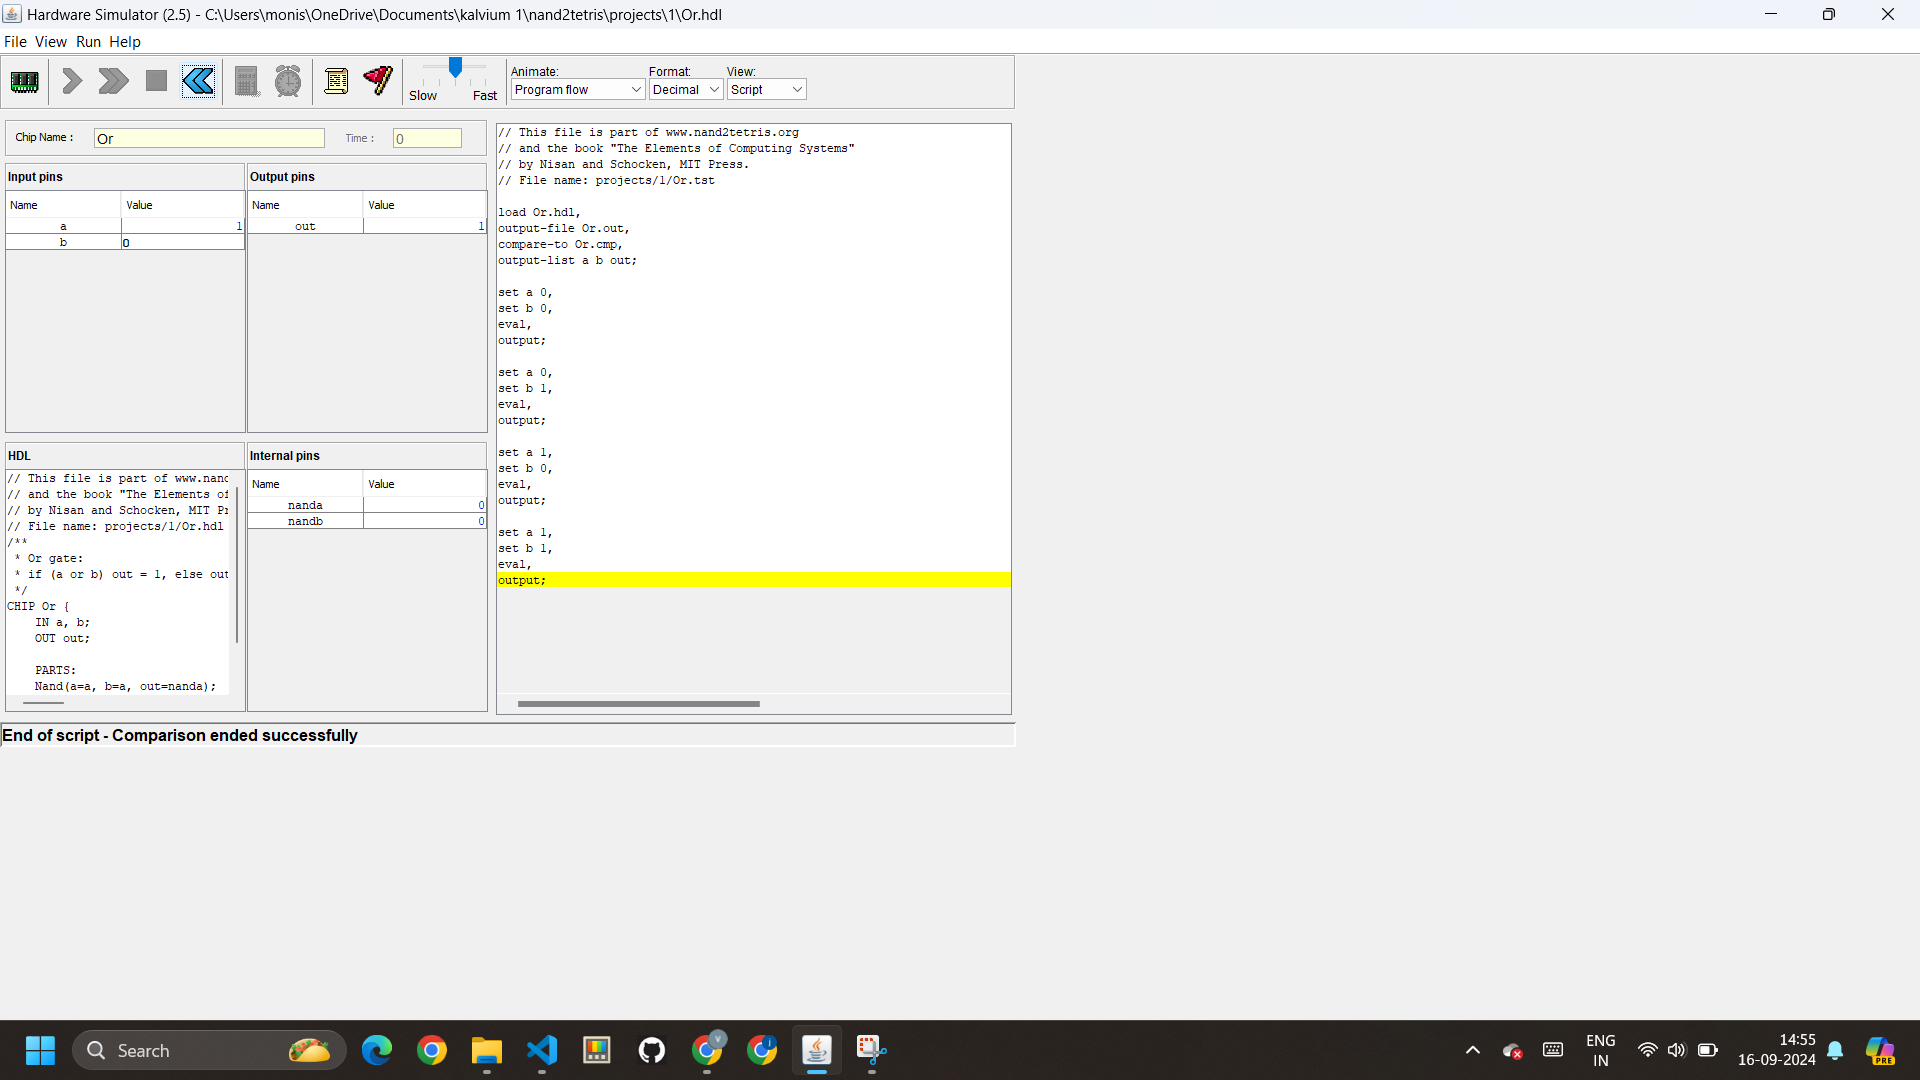 Hardware Simulator (2.5) - C:\Users\monis\OneDrive\Documents\kalvium 1\nand2tetris\projects\1\Or.hdl
File View Run Help
Slow Fast
Animate: Format: View:
Program flow Decimal Script
Chip Name : Or Time : 0
Input pins
Name Value
a 1
b 0
Output pins
Name Value
out 1
HDL
// This file is part of www.nand
// and the book "The Elements of
// by Nisan and Schocken, MIT Pr
// File name: projects/1/Or.hdl
/**
* Or gate:
* if (a or b) out = 1, else out
*/
CHIP Or {
IN a, b;
OUT out;
PARTS:
Nand(a=a, b=a, out=nanda);
Internal pins
Name Value
nanda 0
nandb 0
// This file is part of www.nand2tetris.org
// and the book "The Elements of Computing Systems"
// by Nisan and Schocken, MIT Press.
// File name: projects/1/Or.tst
load Or.hdl,
output-file Or.out,
compare-to Or.cmp,
output-list a b out;
set a 0,
set b 0,
eval,
output;
set a 0,
set b 1,
eval,
output;
set a 1,
set b 0,
eval,
output;
set a 1,
set b 1,
eval,
output;
End of script - Comparison ended successfully
Search
ENG
IN
14:55
16-09-2024
PRE